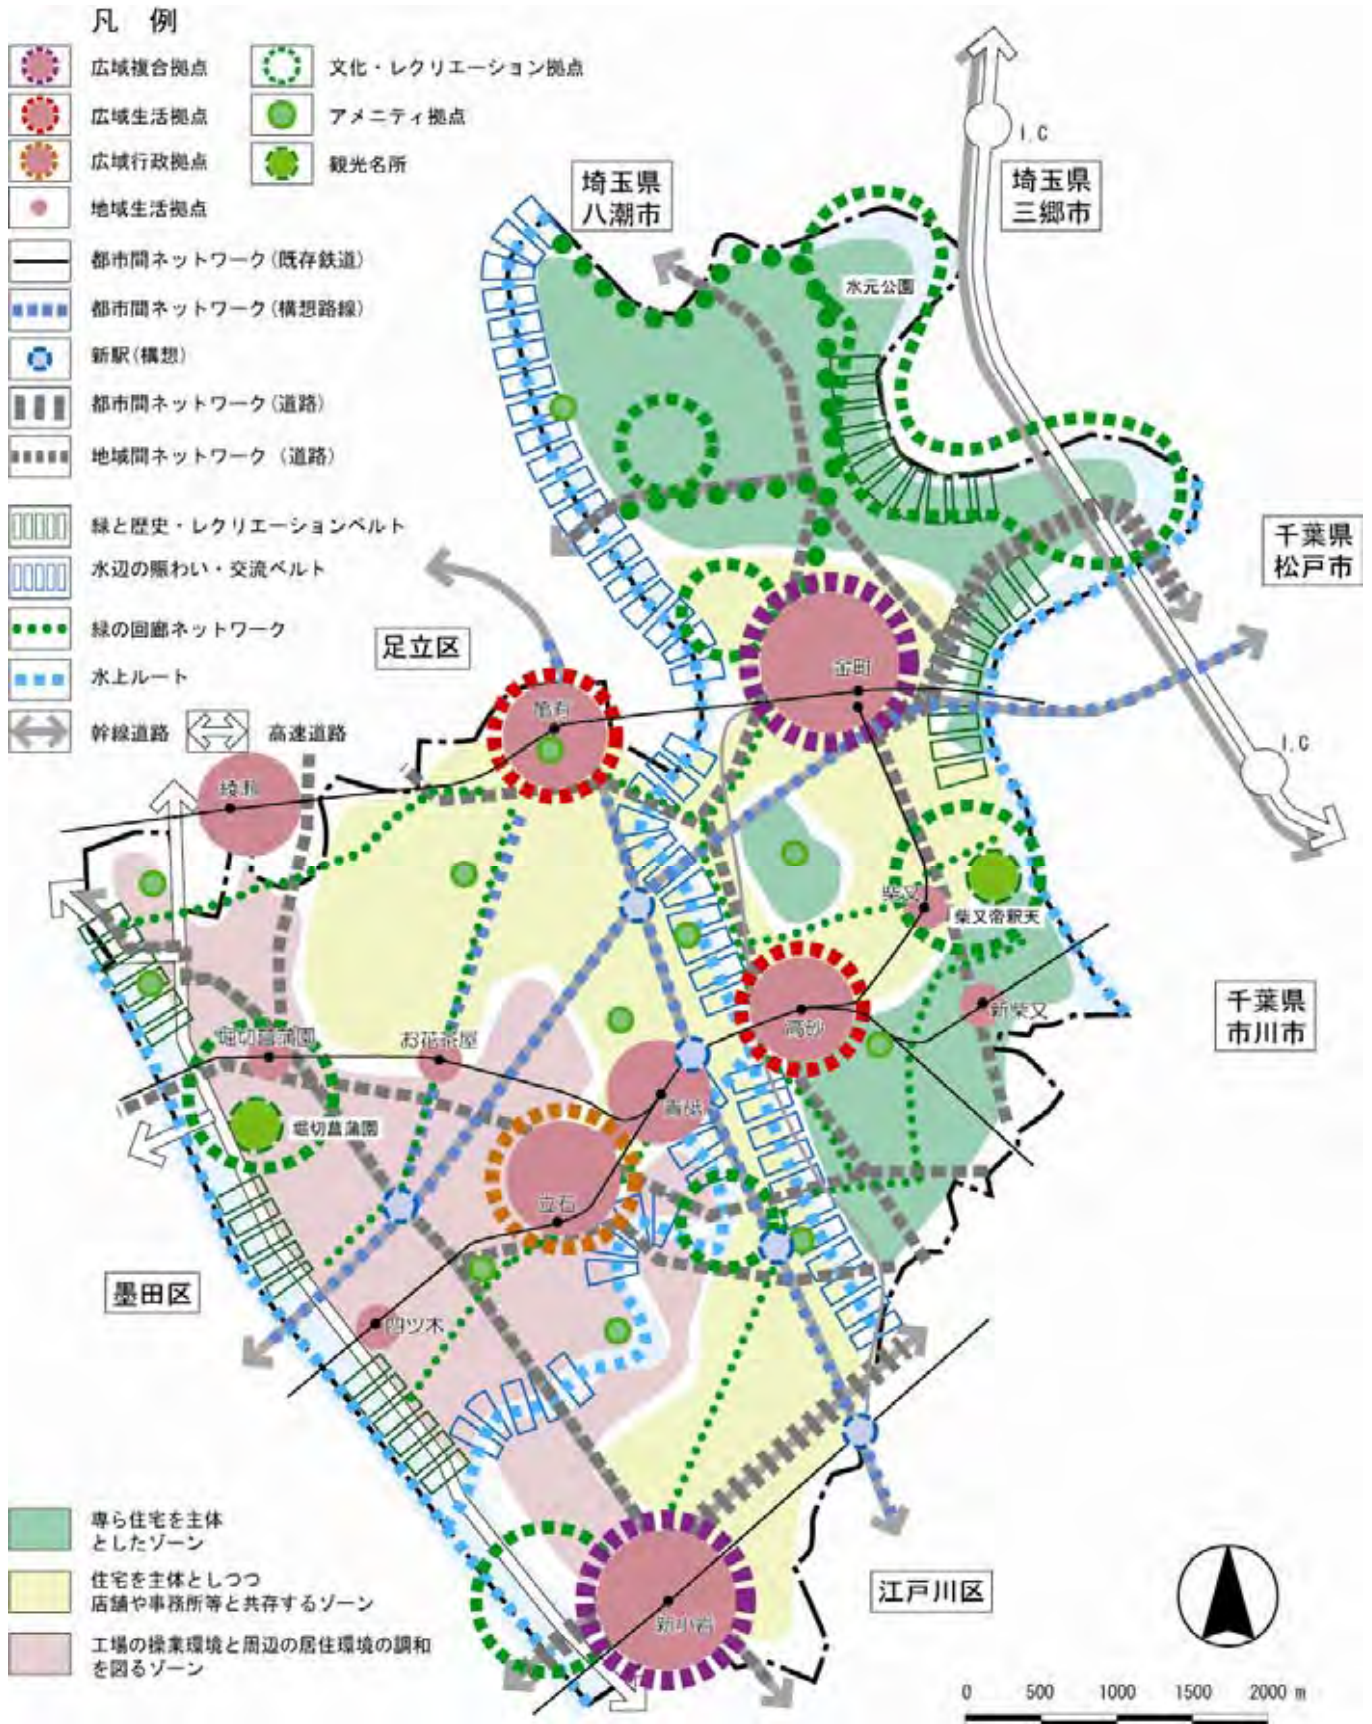 凡 例
広域複合拠点
文化・レクリエーション拠点
広域生活拠点
アメニティ拠点
広域行政拠点
観光名所
地域生活拠点
都市間ネットワーク(既存鉄道)
都市間ネットワーク(構想路線)
新駅(構想)
都市間ネットワーク(道路)
地域間ネットワーク (道路)
緑と歴史・レクリエーションベルト
水辺の賑わい・交流ベルト
緑の回廊ネットワーク
水上ルート
幹線道路
高速道路
I.C
埼玉県
八潮市
埼玉県
三郷市
水元公園
千葉県
松戸市
足立区
金町
亀有
I.C
綾瀬
柴又
柴又帝釈天
高砂
新柴又
千葉県
市川市
堀切菖蒲園
お花茶屋
青砥
堀切菖蒲園
立石
墨田区
四ツ木
専ら住宅を主体
としたゾーン
住宅を主体としつつ
店舗や事務所等と共存するゾーン
工場の操業環境と周辺の居住環境の調和
を図るゾーン
江戸川区
新小岩
0 500 1000 1500 2000 m